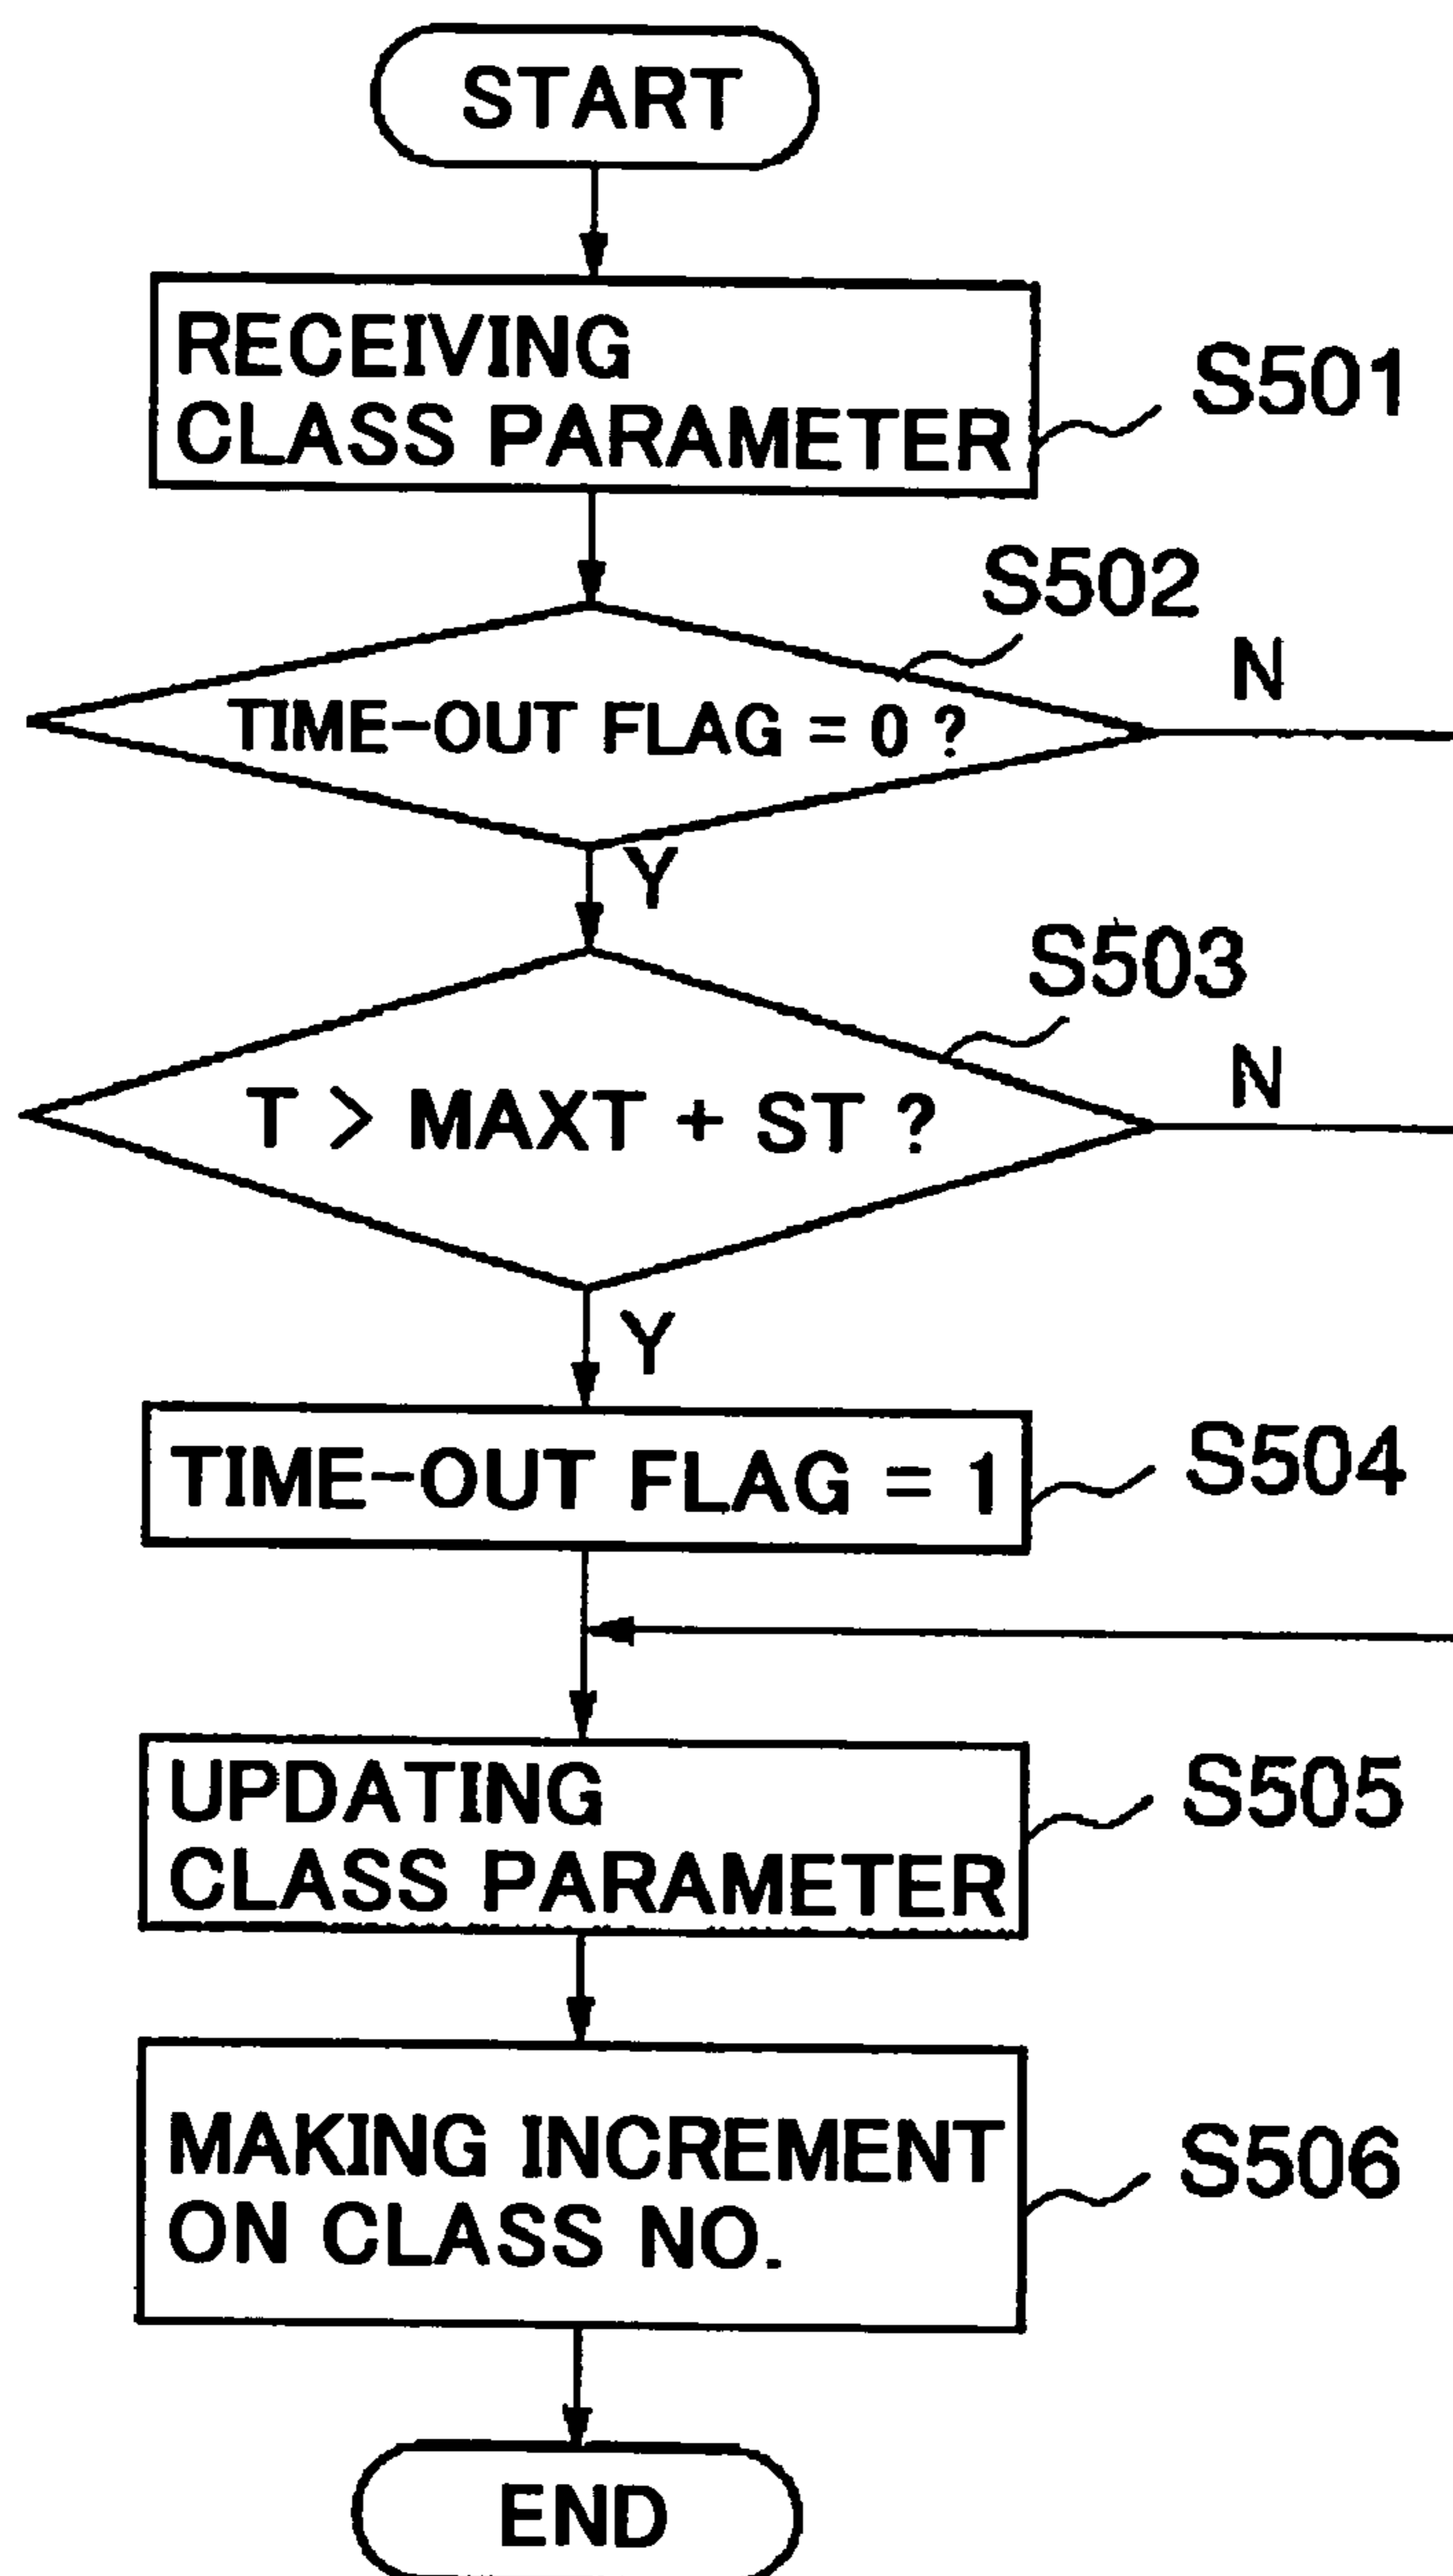 START
RECEIVING
CLASS PARAMETER
S501
S502
TIME-OUT FLAG = 0 ?
N
Y
S503
T > MAXT + ST ?
N
Y
TIME-OUT FLAG = 1
S504
UPDATING
CLASS PARAMETER
S505
MAKING INCREMENT
ON CLASS NO.
S506
END